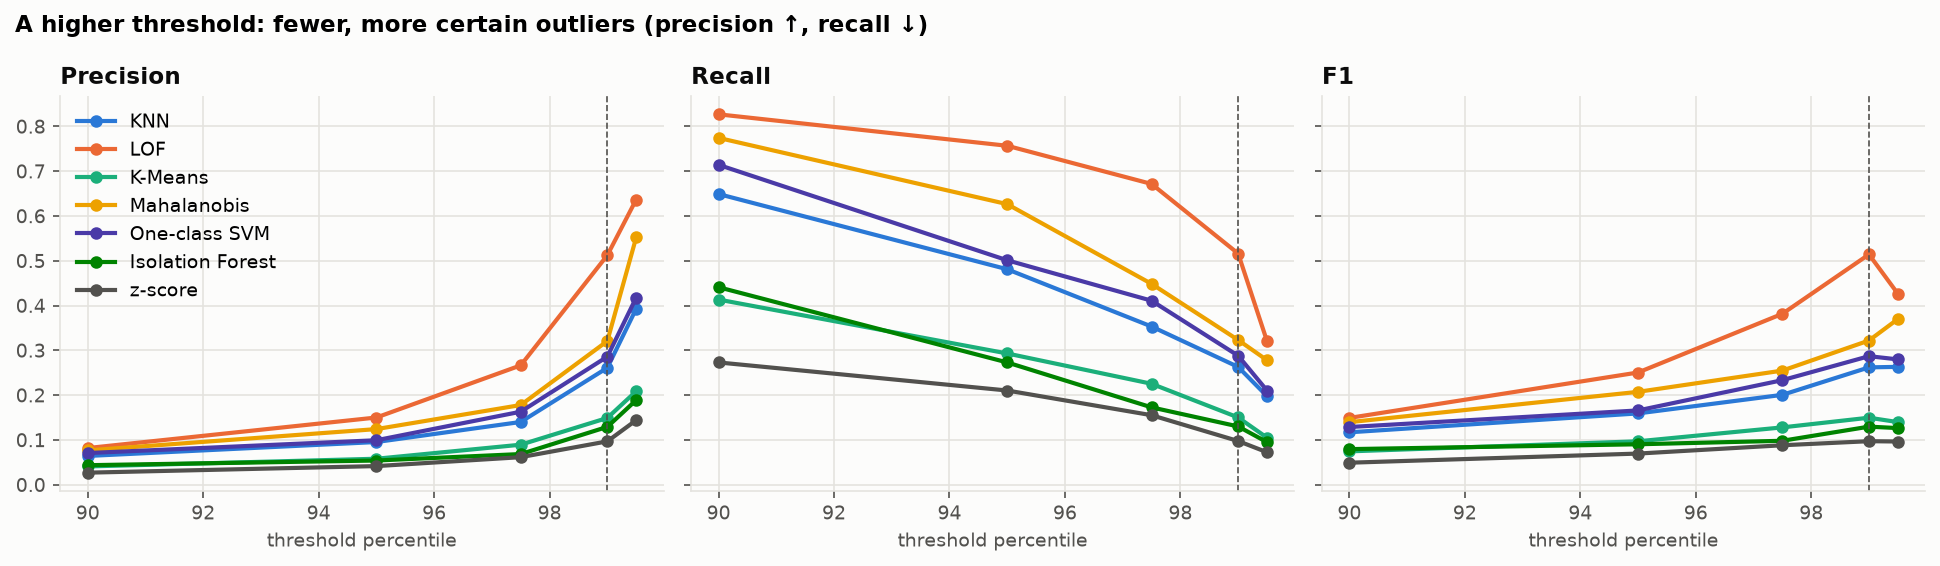 A higher threshold: fewer, more certain outliers (precision ↑, recall ↓)
Precision
KNN
LOF
K-Means
Mahalanobis
One-class SVM
Isolation Forest
z-score
0.8
0.7
0.6
0.5
0.4
0.3
0.2
0.1
0.0
90 92 94 96 98
threshold percentile
Recall
90 92 94 96 98
threshold percentile
F1
90 92 94 96 98
threshold percentile